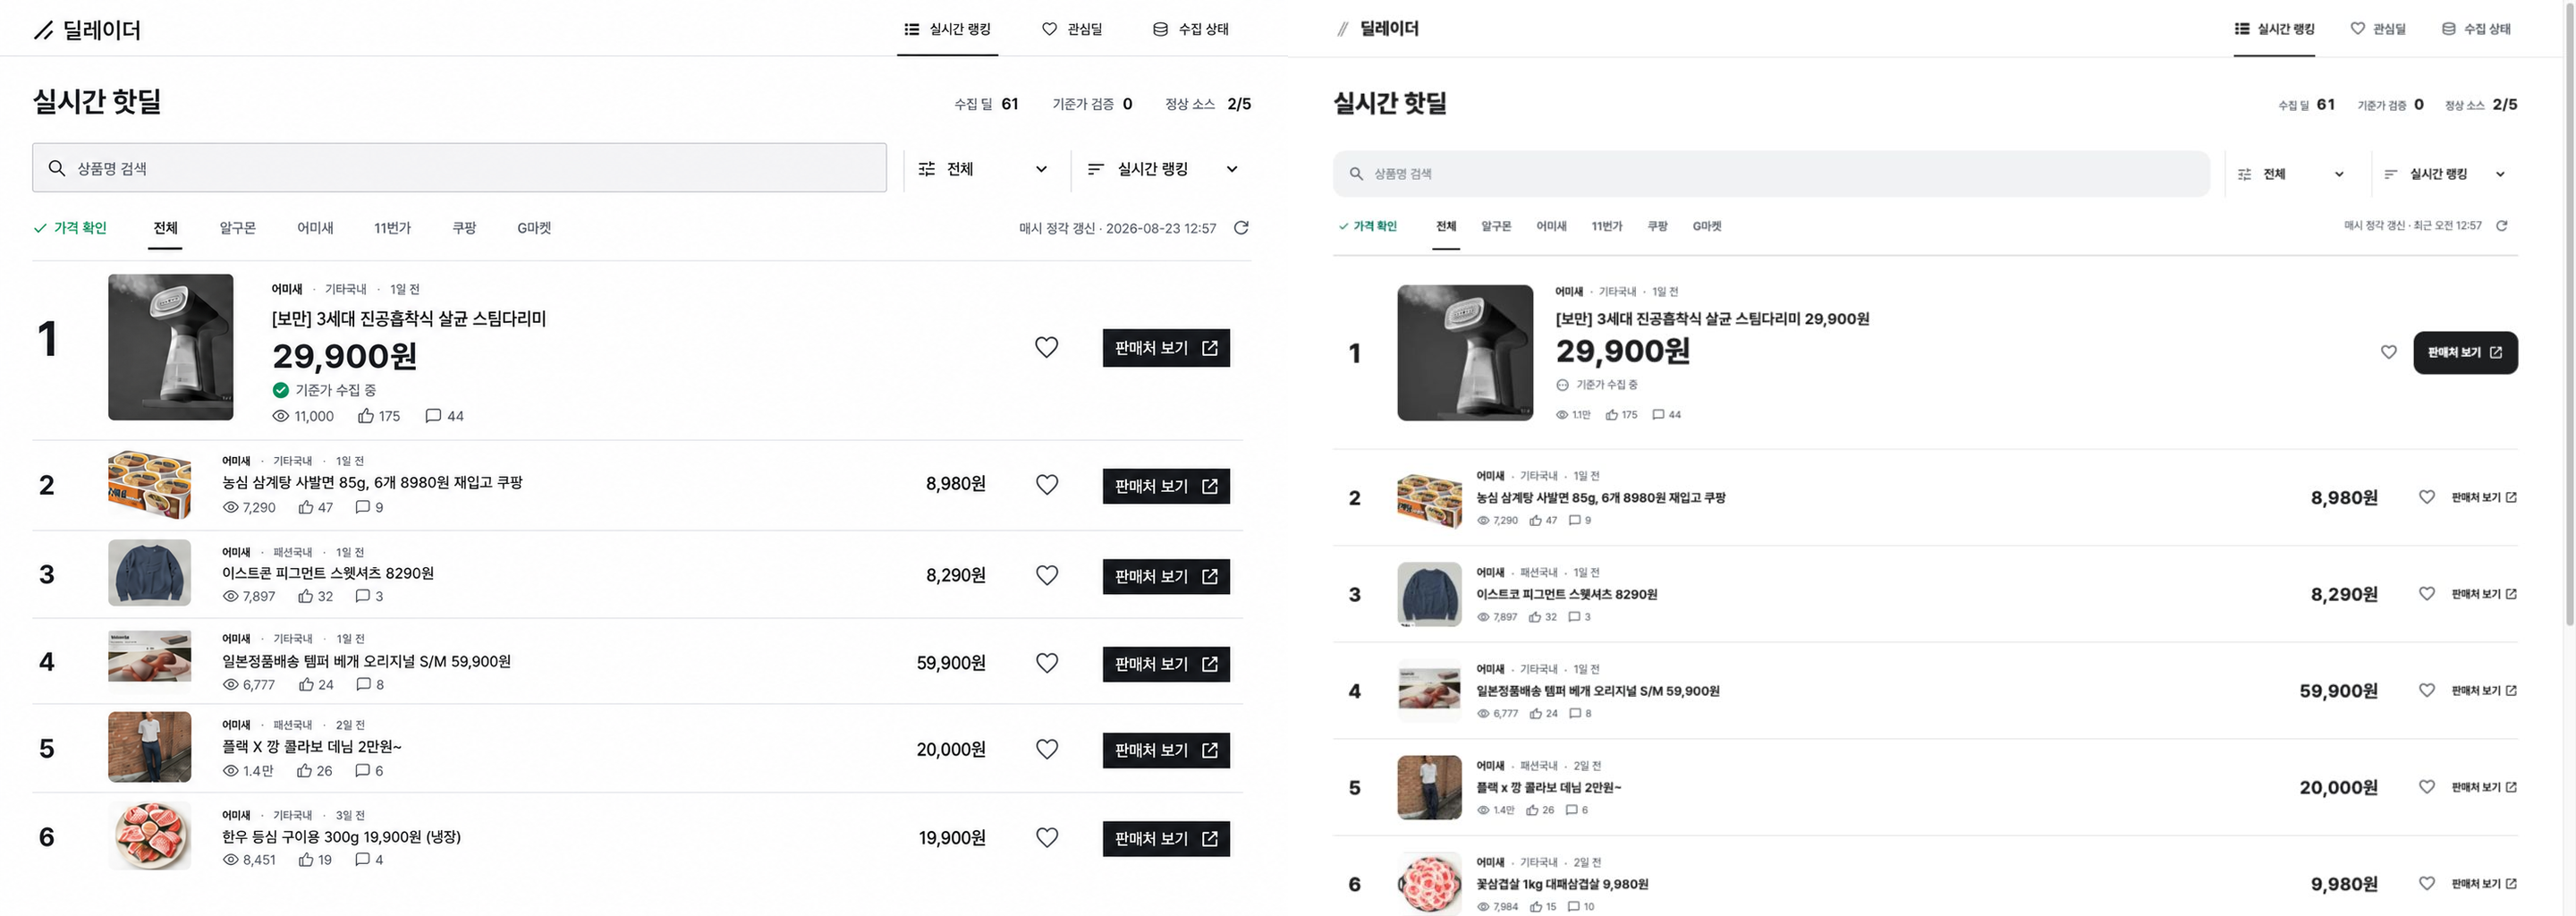 딜레이더
실시간 랭킹 관심딜 수집 상태
실시간 핫딜
수집 딜 61 기준가 검증 0 정상 소스 2/5
상품명 검색
전체
실시간 랭킹
가격 확인 전체 알구몬 어미새 11번가 쿠팡 G마켓
매시 정각 갱신 · 2026-08-23 12:57
1
어미새 · 기타국내 · 1일 전
[보만] 3세대 진공흡착식 살균 스팀다리미
29,900원
기준가 수집 중
11,000 175 44
판매처 보기
2
어미새 · 기타국내 · 1일 전
농심 삼계탕 사발면 85g, 6개 8980원 재입고 쿠팡
7,290 47 9
8,980원
판매처 보기
3
어미새 · 패션국내 · 1일 전
이스트콘 피그먼트 스웻셔츠 8290원
7,897 32 3
8,290원
판매처 보기
4
어미새 · 기타국내 · 1일 전
일본정품배송 템퍼 베개 오리지널 S/M 59,900원
6,777 24 8
59,900원
판매처 보기
5
어미새 · 패션국내 · 2일 전
플랙 X 깡 콜라보 데님 2만원~
1.4만 26 6
20,000원
판매처 보기
6
어미새 · 기타국내 · 3일 전
한우 등심 구이용 300g 19,900원 (냉장)
8,451 19 4
19,900원
판매처 보기
딜레이더
실시간 랭킹 관심딜 수집 상태
실시간 핫딜
수집 딜 61 기준가 검증 0 정상 소스 2/5
상품명 검색
전체
실시간 랭킹
가격 확인 전체 알구몬 어미새 11번가 쿠팡 G마켓
매시 정각 갱신 · 최근 오전 12:57
1
어미새 · 기타국내 · 1일 전
[보만] 3세대 진공흡착식 살균 스팀다리미 29,900원
29,900원
기준가 수집 중
1.1만 175 44
판매처 보기
2
어미새 · 기타국내 · 1일 전
농심 삼계탕 사발면 85g, 6개 8980원 재입고 쿠팡
7,290 47 9
8,980원
판매처 보기
3
어미새 · 패션국내 · 1일 전
이스트코 피그먼트 스웻셔츠 8290원
7,897 32 3
8,290원
판매처 보기
4
어미새 · 기타국내 · 1일 전
일본정품배송 템퍼 베개 오리지널 S/M 59,900원
6,777 24 8
59,900원
판매처 보기
5
어미새 · 패션국내 · 2일 전
플랙 x 깡 콜라보 데님 2만원~
1.4만 26 6
20,000원
판매처 보기
6
어미새 · 기타국내 · 2일 전
꽃삼겹살 1kg 대패삼겹살 9,980원
7,984 15 10
9,980원
판매처 보기